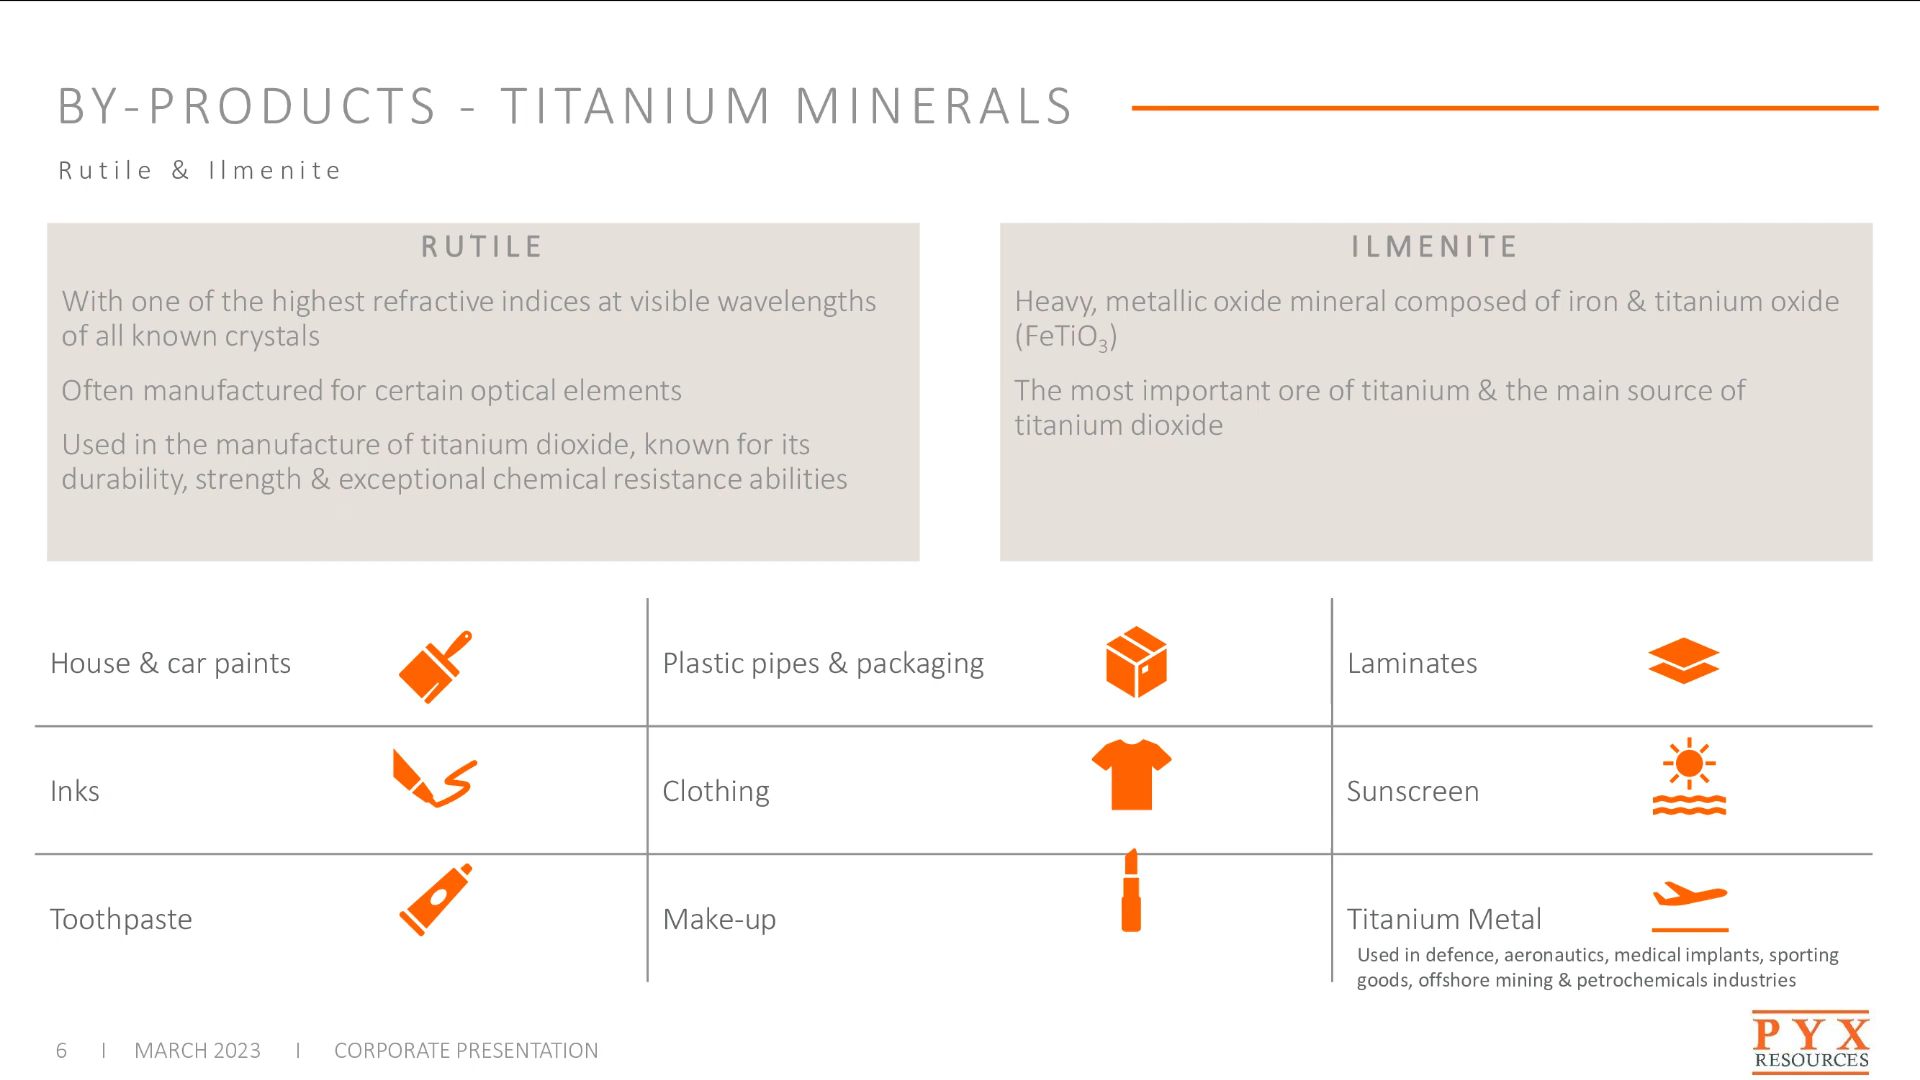 BY-PRODUCTS - TITANIUM MINERALS
Rutile & Ilmenite
RUTILE
With one of the highest refractive indices at visible wavelengths
of all known crystals
Often manufactured for certain optical elements
Used in the manufacture of titanium dioxide, known for its
durability, strength & exceptional chemical resistance abilities
ILMENITE
Heavy, metallic oxide mineral composed of iron & titanium oxide
(FeTiO₃)
The most important ore of titanium & the main source of
titanium dioxide
House & car paints
Plastic pipes & packaging
Laminates
Inks
Clothing
Sunscreen
Toothpaste
Make-up
Titanium Metal
Used in defence, aeronautics, medical implants, sporting
goods, offshore mining & petrochemicals industries
6 I MARCH 2023 I CORPORATE PRESENTATION
PYX
RESOURCES